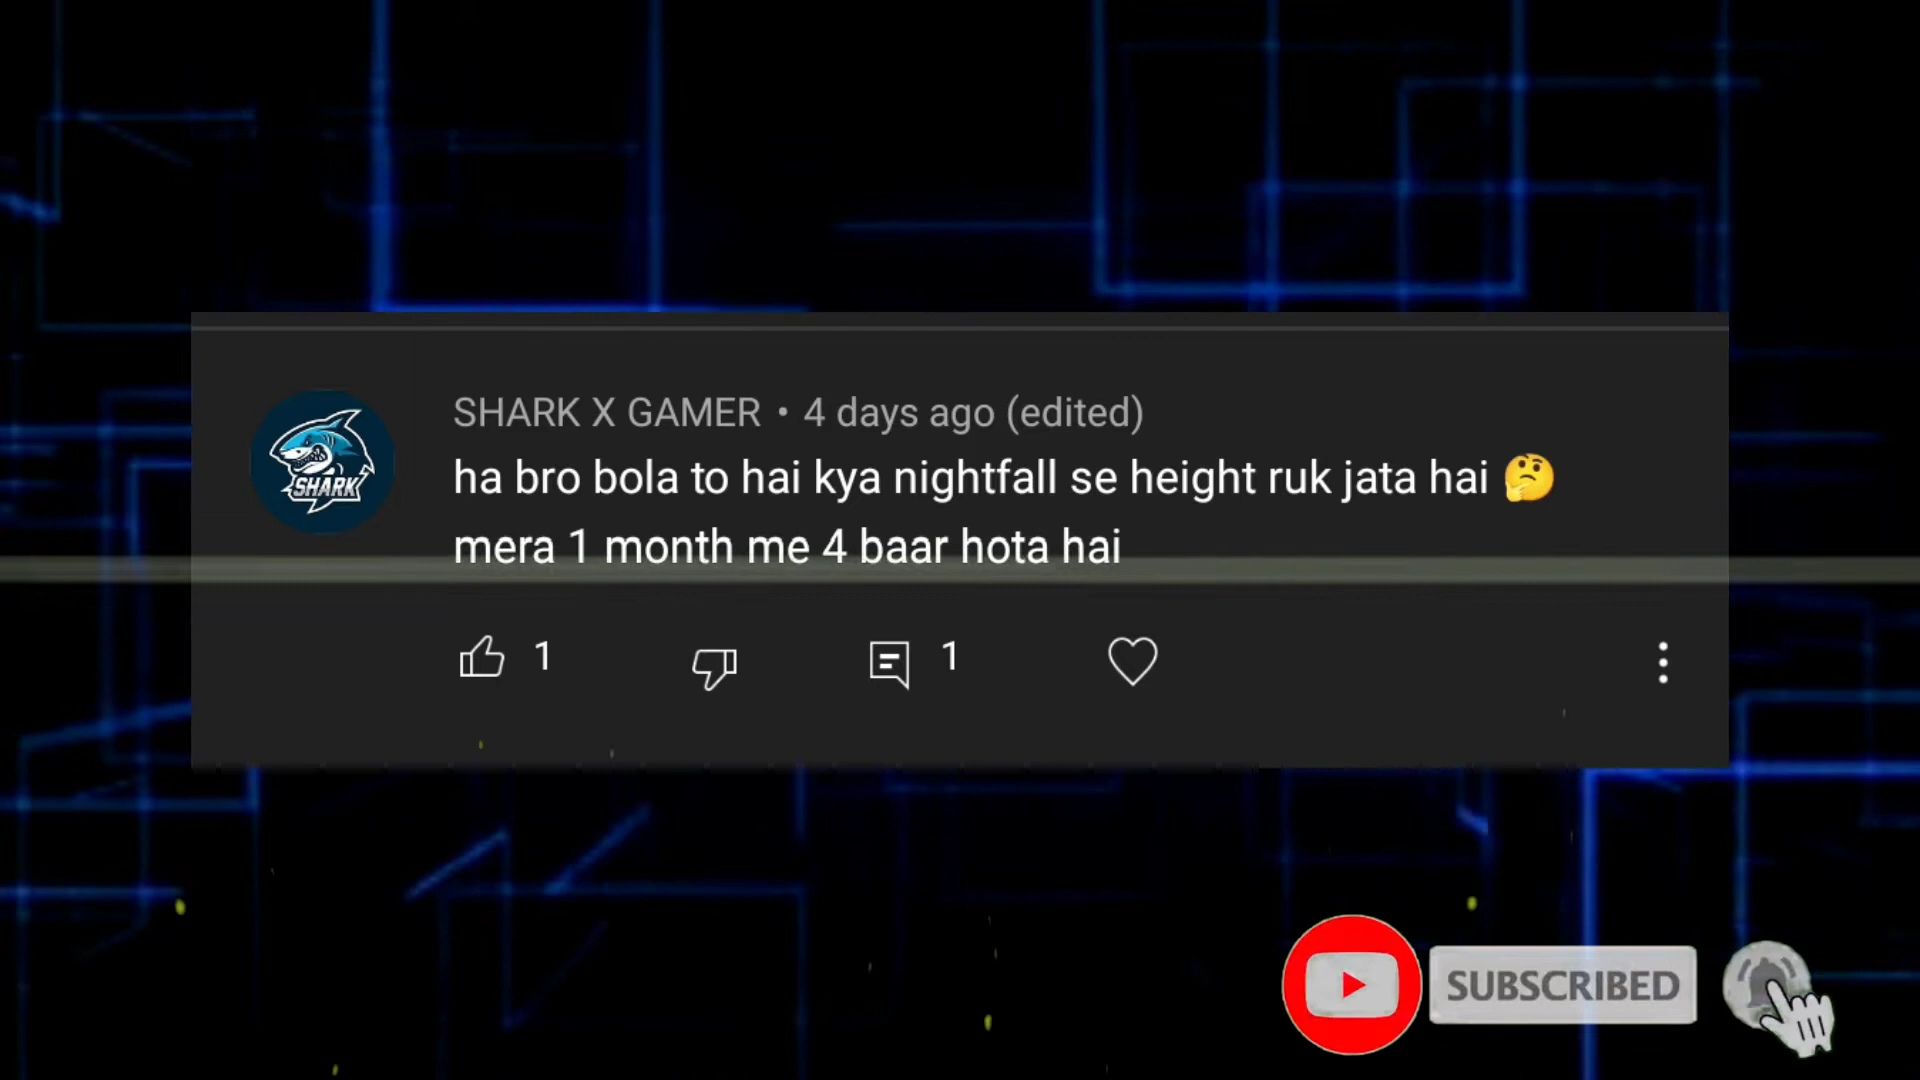 SHARK X GAMER • 4 days ago (edited)
ha bro bola to hai kya nightfall se height ruk jata hai 🤔
mera 1 month me 4 baar hota hai
SHARK
1
1
SUBSCRIBED